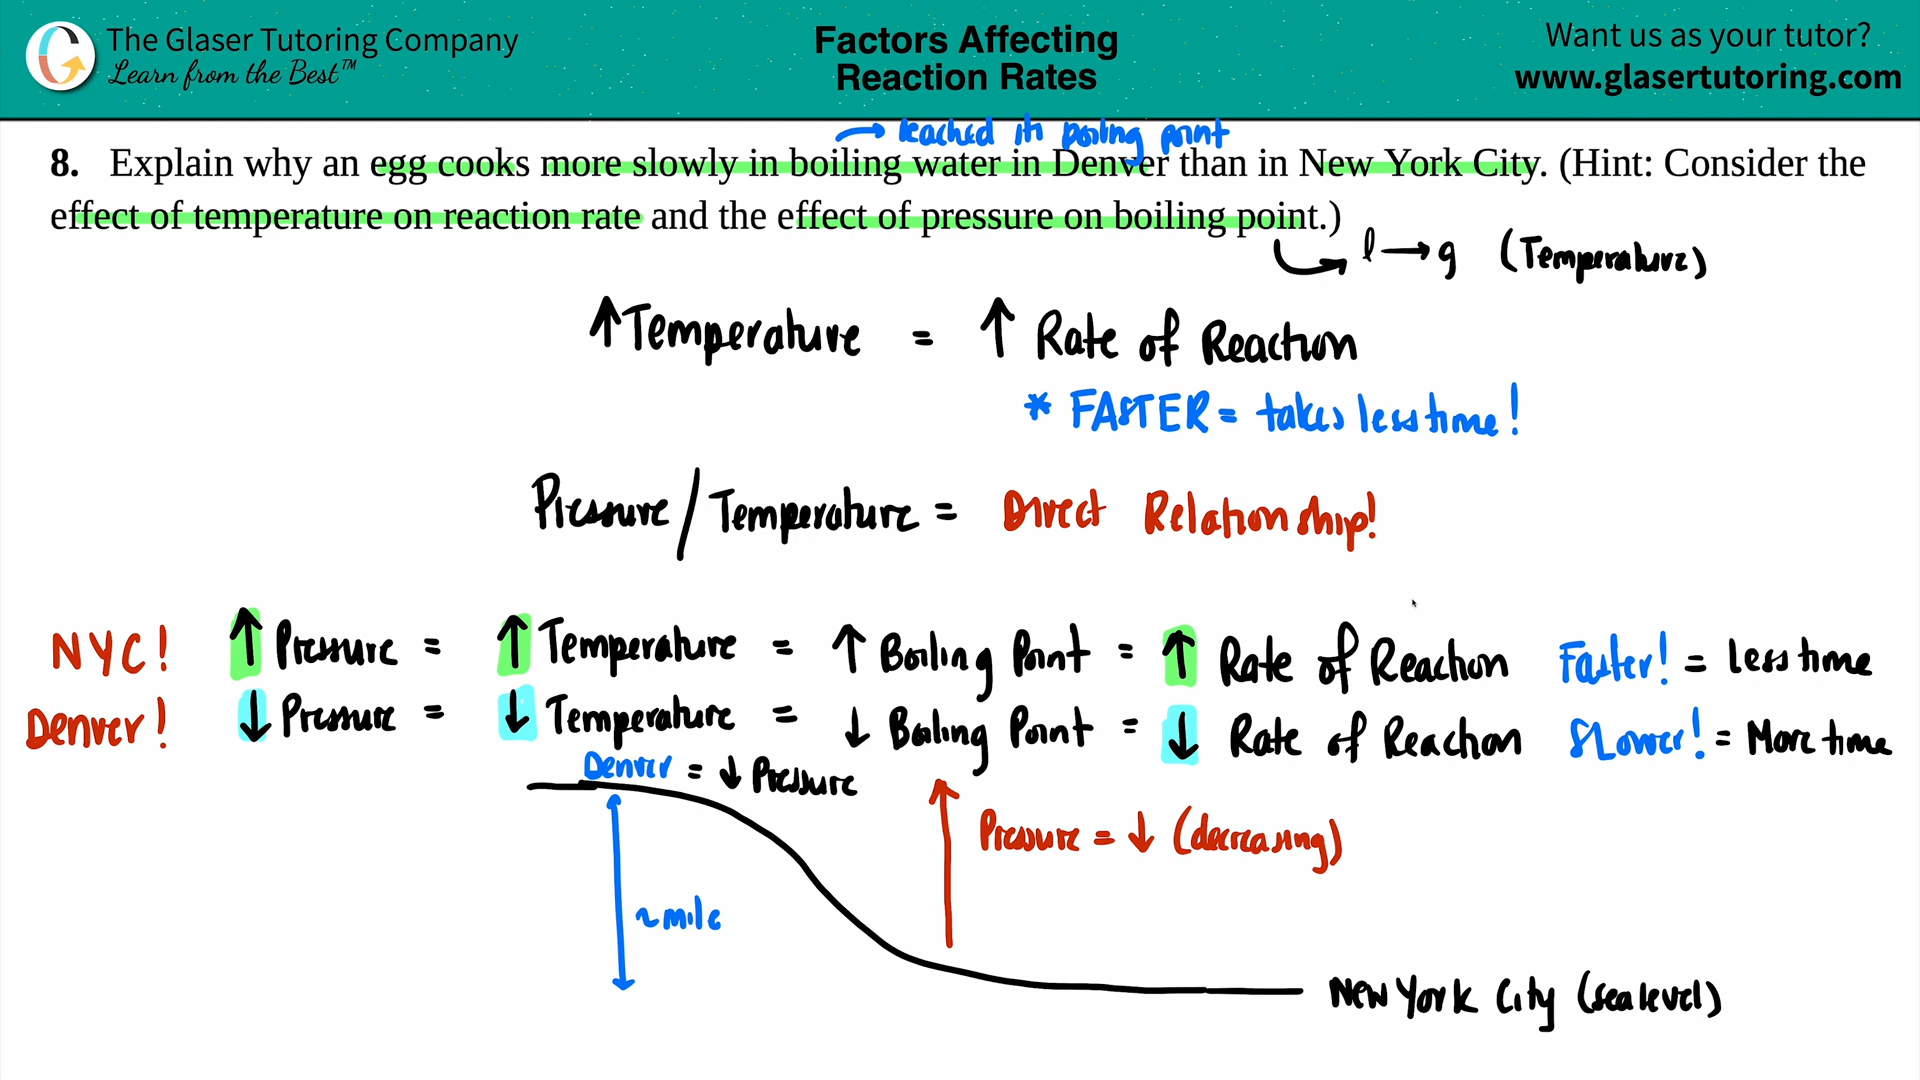 The Glaser Tutoring Company
Learn from the Best™
Factors Affecting
Reaction Rates
Want us as your tutor?
www.glasertutoring.com
→ reached its boiling point
8. Explain why an egg cooks more slowly in boiling water in Denver than in New York City. (Hint: Consider the
effect of temperature on reaction rate and the effect of pressure on boiling point.)
l → g (Temperature)
↑ Temperature = ↑ Rate of Reaction
* FASTER = takes less time!
Pressure / Temperature = Direct Relationship!
NYC! ↑ Pressure = ↑ Temperature = ↑ Boiling Point = ↑ Rate of Reaction Faster! = less time
Denver! ↓ Pressure = ↓ Temperature = ↓ Boiling Point = ↓ Rate of Reaction SLower! = More time
Denver = ↓ Pressure
Pressure = ↓ (decreasing)
~ mile
New York City (sea level)